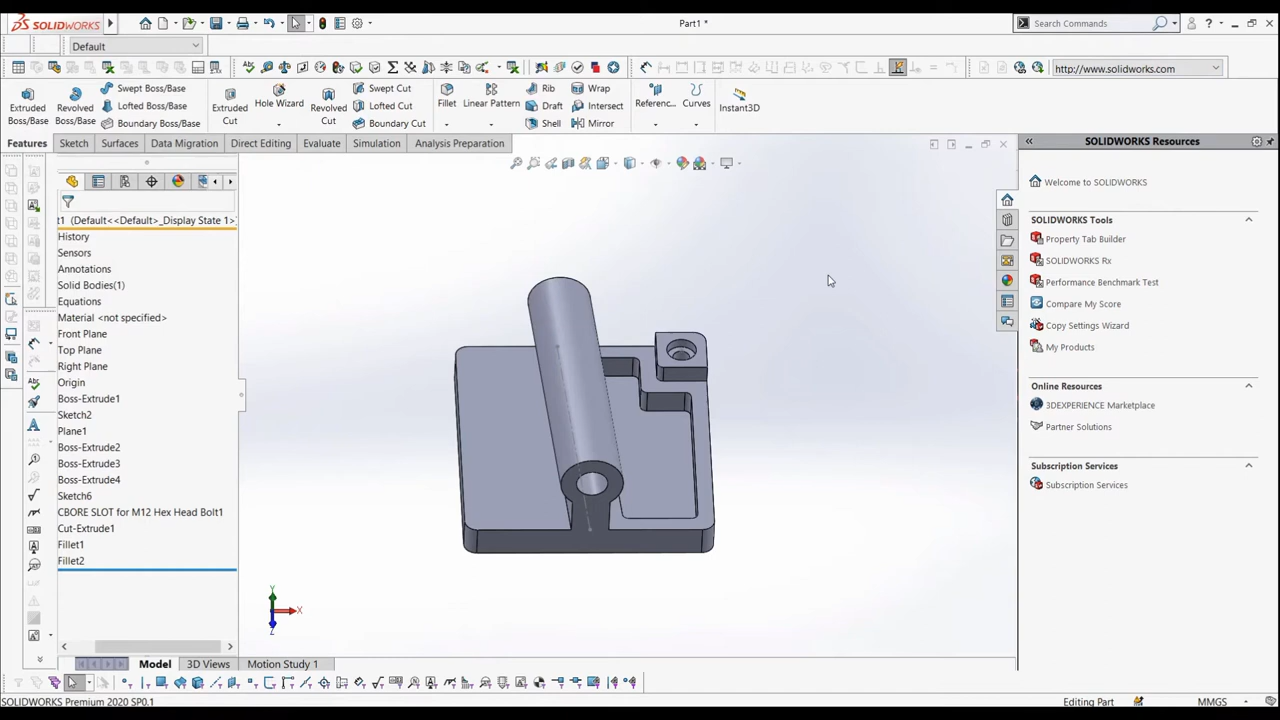 SOLIDWORKS
Part1 *
Search Commands
Default
http://www.solidworks.com
Extruded Boss/Base
Revolved Boss/Base
Swept Boss/Base
Lofted Boss/Base
Boundary Boss/Base
Extruded Cut
Hole Wizard
Revolved Cut
Swept Cut
Lofted Cut
Boundary Cut
Fillet
Linear Pattern
Rib
Draft
Shell
Wrap
Intersect
Mirror
Referenc...
Curves
Instant3D
Features
Sketch
Surfaces
Data Migration
Direct Editing
Evaluate
Simulation
Analysis Preparation
t1 (Default<<Default>_Display State 1>)
History
Sensors
Annotations
Solid Bodies(1)
Equations
Material <not specified>
Front Plane
Top Plane
Right Plane
Origin
Boss-Extrude1
Sketch2
Plane1
Boss-Extrude2
Boss-Extrude3
Boss-Extrude4
Sketch6
CBORE SLOT for M12 Hex Head Bolt1
Cut-Extrude1
Fillet1
Fillet2
Y
X
Z
SOLIDWORKS Resources
Welcome to SOLIDWORKS
SOLIDWORKS Tools
Property Tab Builder
SOLIDWORKS Rx
Performance Benchmark Test
Compare My Score
Copy Settings Wizard
My Products
Online Resources
3DEXPERIENCE Marketplace
Partner Solutions
Subscription Services
Subscription Services
Model
3D Views
Motion Study 1
SOLIDWORKS Premium 2020 SP0.1
Editing Part
MMGS